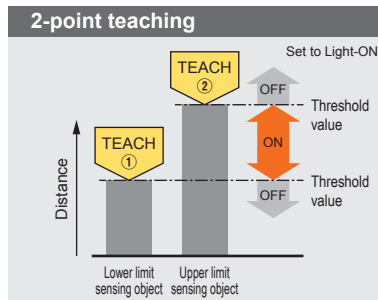 2-point teaching
Set to Light-ON
TEACH
②
OFF
Threshold
value
TEACH
①
ON
Threshold
value
OFF
Distance
Lower limit
sensing object
Upper limit
sensing object